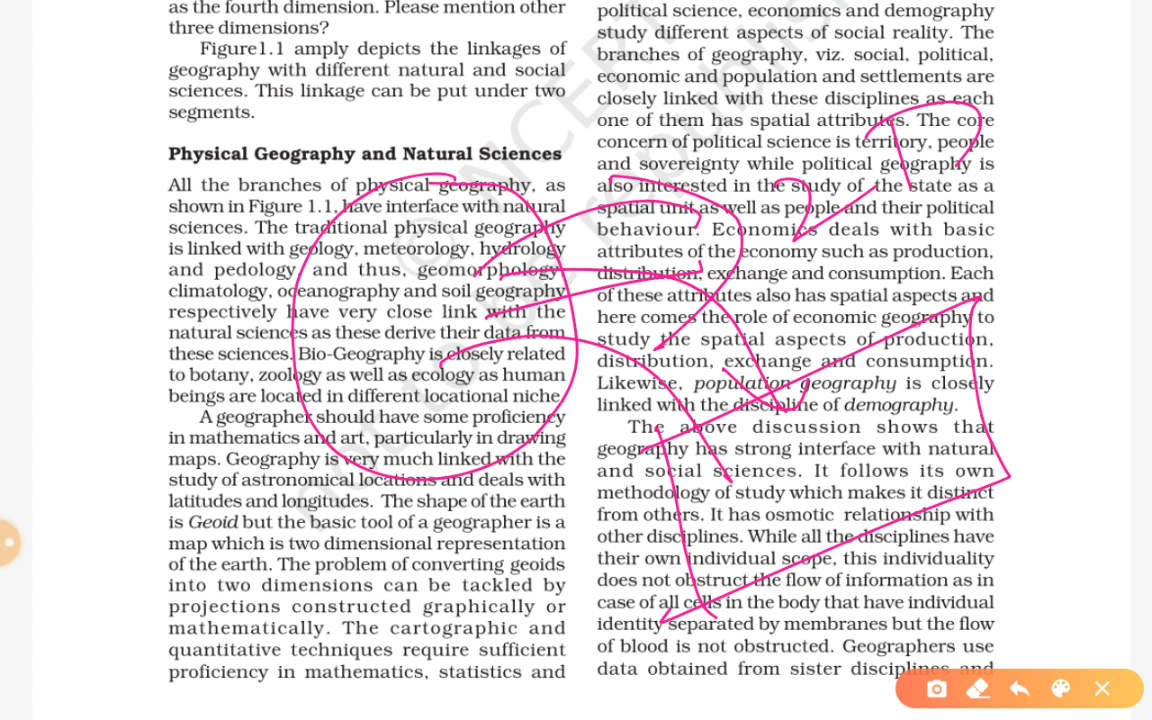 as the fourth dimension. Please mention other
three dimensions?
Figure1.1 amply depicts the linkages of
geography with different natural and social
sciences. This linkage can be put under two
segments.
Physical Geography and Natural Sciences
All the branches of physical geography, as
shown in Figure 1.1, have interface with natural
sciences. The traditional physical geography
is linked with geology, meteorology, hydrology
and pedology, and thus, geomorphology,
climatology, oceanography and soil geography
respectively have very close link with the
natural sciences as these derive their data from
these sciences. Bio-Geography is closely related
to botany, zoology as well as ecology as human
beings are located in different locational niche.
A geographer should have some proficiency
in mathematics and art, particularly in drawing
maps. Geography is very much linked with the
study of astronomical locations and deals with
latitudes and longitudes. The shape of the earth
is Geoid but the basic tool of a geographer is a
map which is two dimensional representation
of the earth. The problem of converting geoids
into two dimensions can be tackled by
projections constructed graphically or
mathematically. The cartographic and
quantitative techniques require sufficient
proficiency in mathematics, statistics and
political science, economics and demography
study different aspects of social reality. The
branches of geography, viz. social, political,
economic and population and settlements are
closely linked with these disciplines as each
one of them has spatial attributes. The core
concern of political science is territory, people
and sovereignty while political geography is
also interested in the study of the state as a
spatial unit as well as people and their political
behaviour. Economics deals with basic
attributes of the economy such as production,
distribution, exchange and consumption. Each
of these attributes also has spatial aspects and
here comes the role of economic geography to
study the spatial aspects of production,
distribution, exchange and consumption.
Likewise, population geography is closely
linked with the discipline of demography.
The above discussion shows that
geography has strong interface with natural
and social sciences. It follows its own
methodology of study which makes it distinct
from others. It has osmotic relationship with
other disciplines. While all the disciplines have
their own individual scope, this individuality
does not obstruct the flow of information as in
case of all cells in the body that have individual
identity separated by membranes but the flow
of blood is not obstructed. Geographers use
data obtained from sister disciplines and
© NCERT
not to be republished